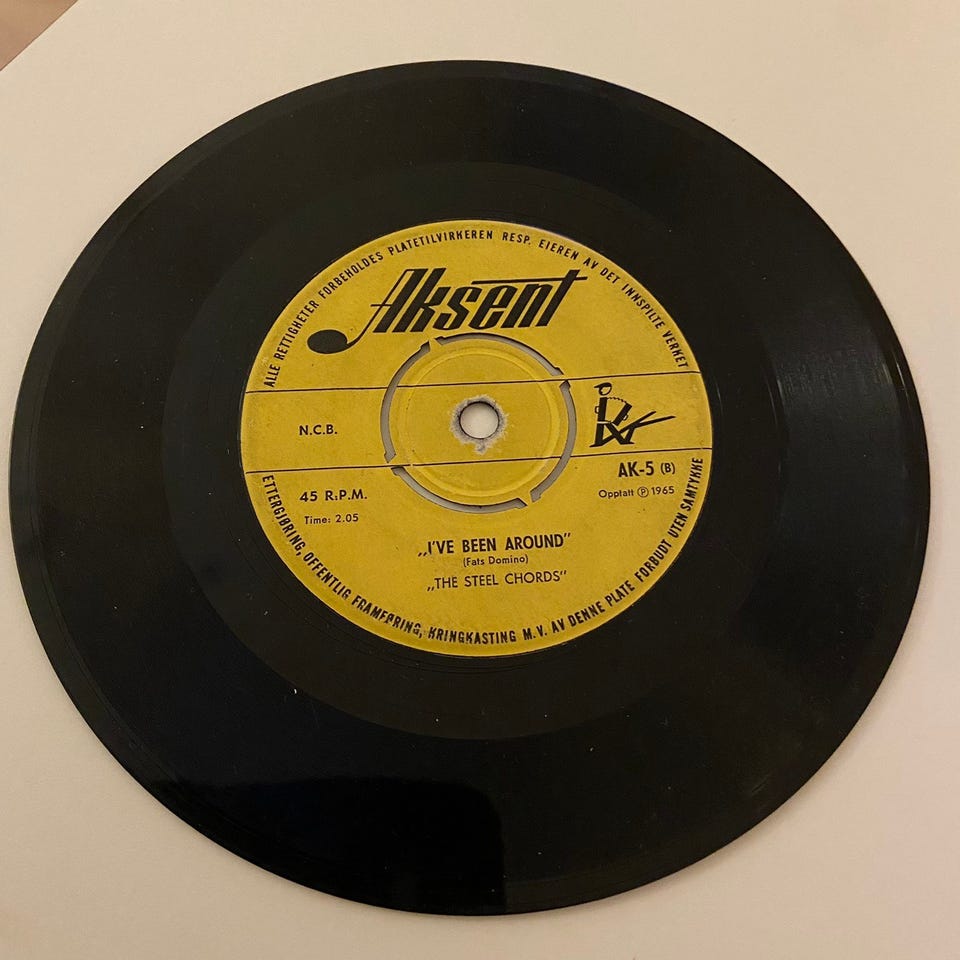 ALLE RETTIGHETER FORBEHOLDES PLATETILVIRKEREN RESP. EIEREN AV DET INNSPILTE VERKET
Aksent
N.C.B.
AK-5 (B)
45 R.P.M.
Opptatt Ⓟ 1965
Time: 2.05
„I'VE BEEN AROUND"
(Fats Domino)
„THE STEEL CHORDS"
ETTERGJØRING, OFFENTLIG FRAMFØRING, KRINGKASTING M.V. AV DENNE PLATE FORBUDT UTEN SAMTYKKE